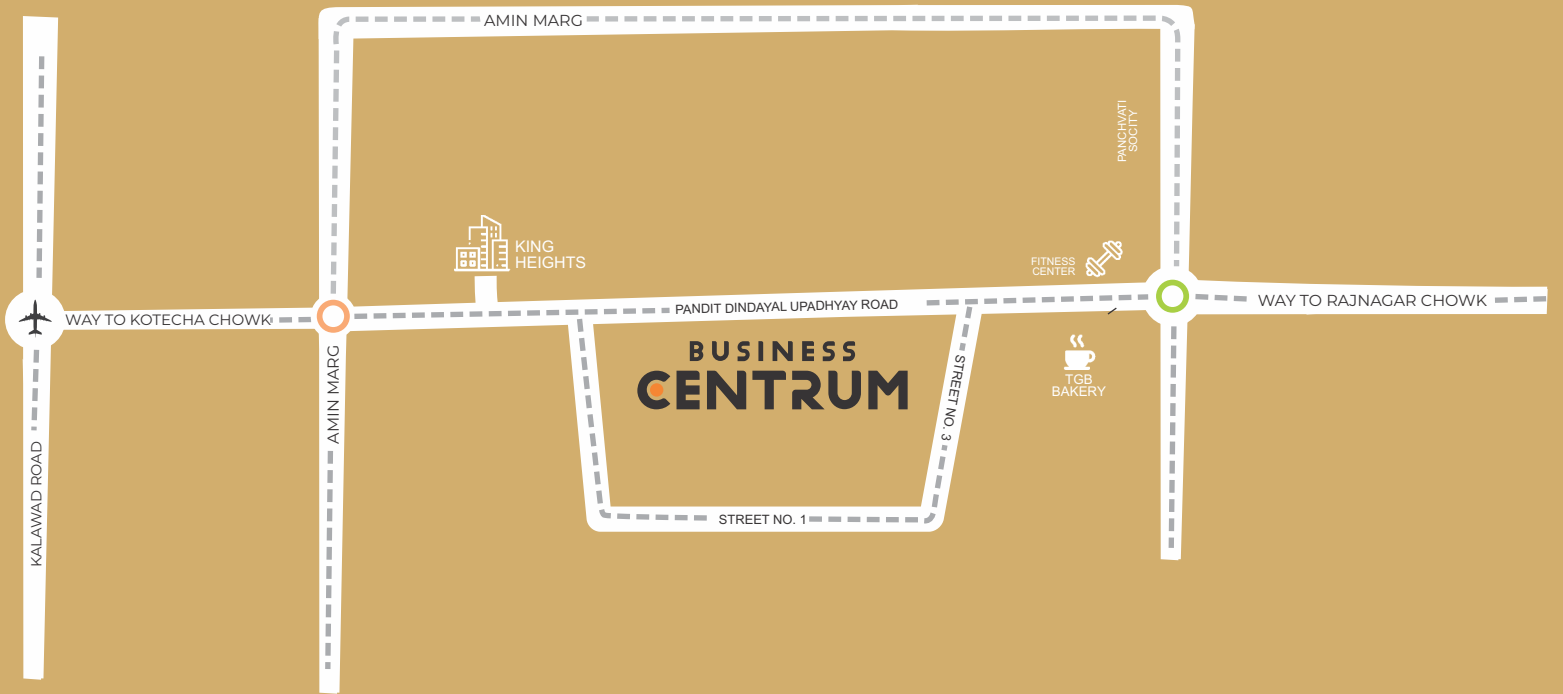 AMIN MARG
PANCHVATI
SOCITY
KING
HEIGHTS
FITNESS
CENTER
WAY TO KOTECHA CHOWK
PANDIT DINDAYAL UPADHYAY ROAD
WAY TO RAJNAGAR CHOWK
BUSINESS
CENTRUM
AMIN MARG
STREET NO. 3
TGB
BAKERY
KALAWAD ROAD
STREET NO. 1